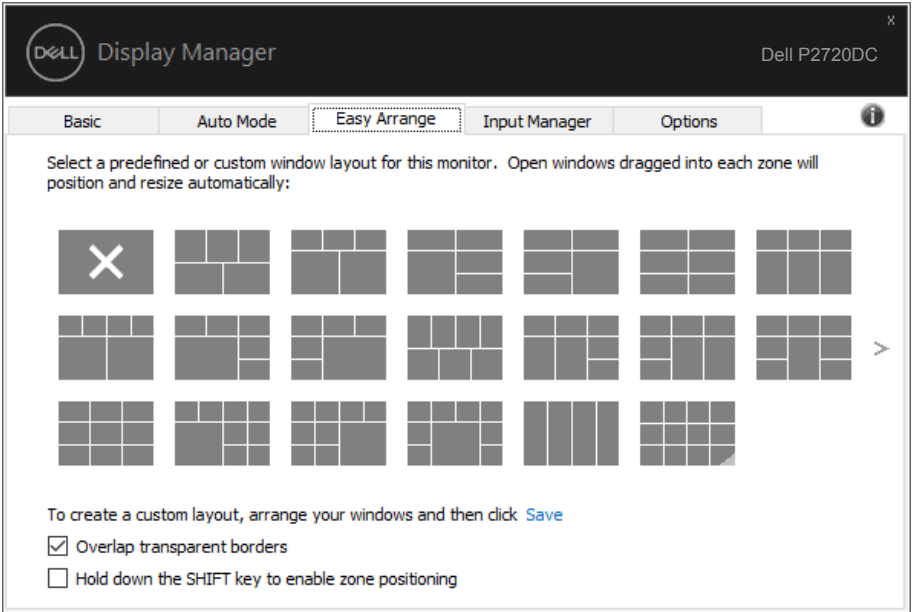 x
DELL Display Manager
Dell P2720DC
Basic Auto Mode Easy Arrange Input Manager Options
Select a predefined or custom window layout for this monitor.  Open windows dragged into each zone will
position and resize automatically:
>
To create a custom layout, arrange your windows and then click Save
Overlap transparent borders
Hold down the SHIFT key to enable zone positioning